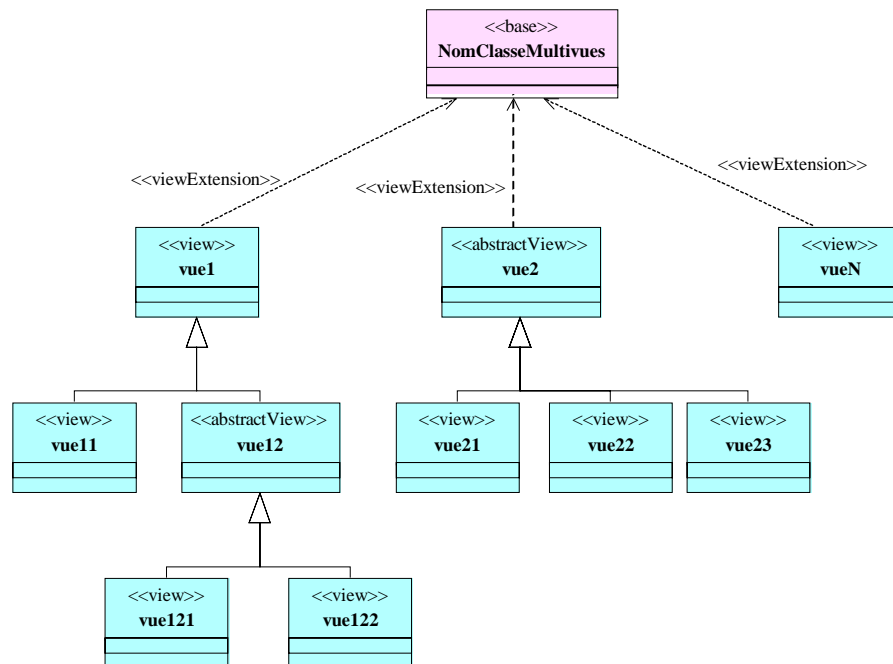 <<base>>
NomClasseMultivues
<<viewExtension>>
<<viewExtension>>
<<viewExtension>>
<<view>>
vue1
<<abstractView>>
vue2
<<view>>
vueN
<<view>>
vue11
<<abstractView>>
vue12
<<view>>
vue21
<<view>>
vue22
<<view>>
vue23
<<view>>
vue121
<<view>>
vue122